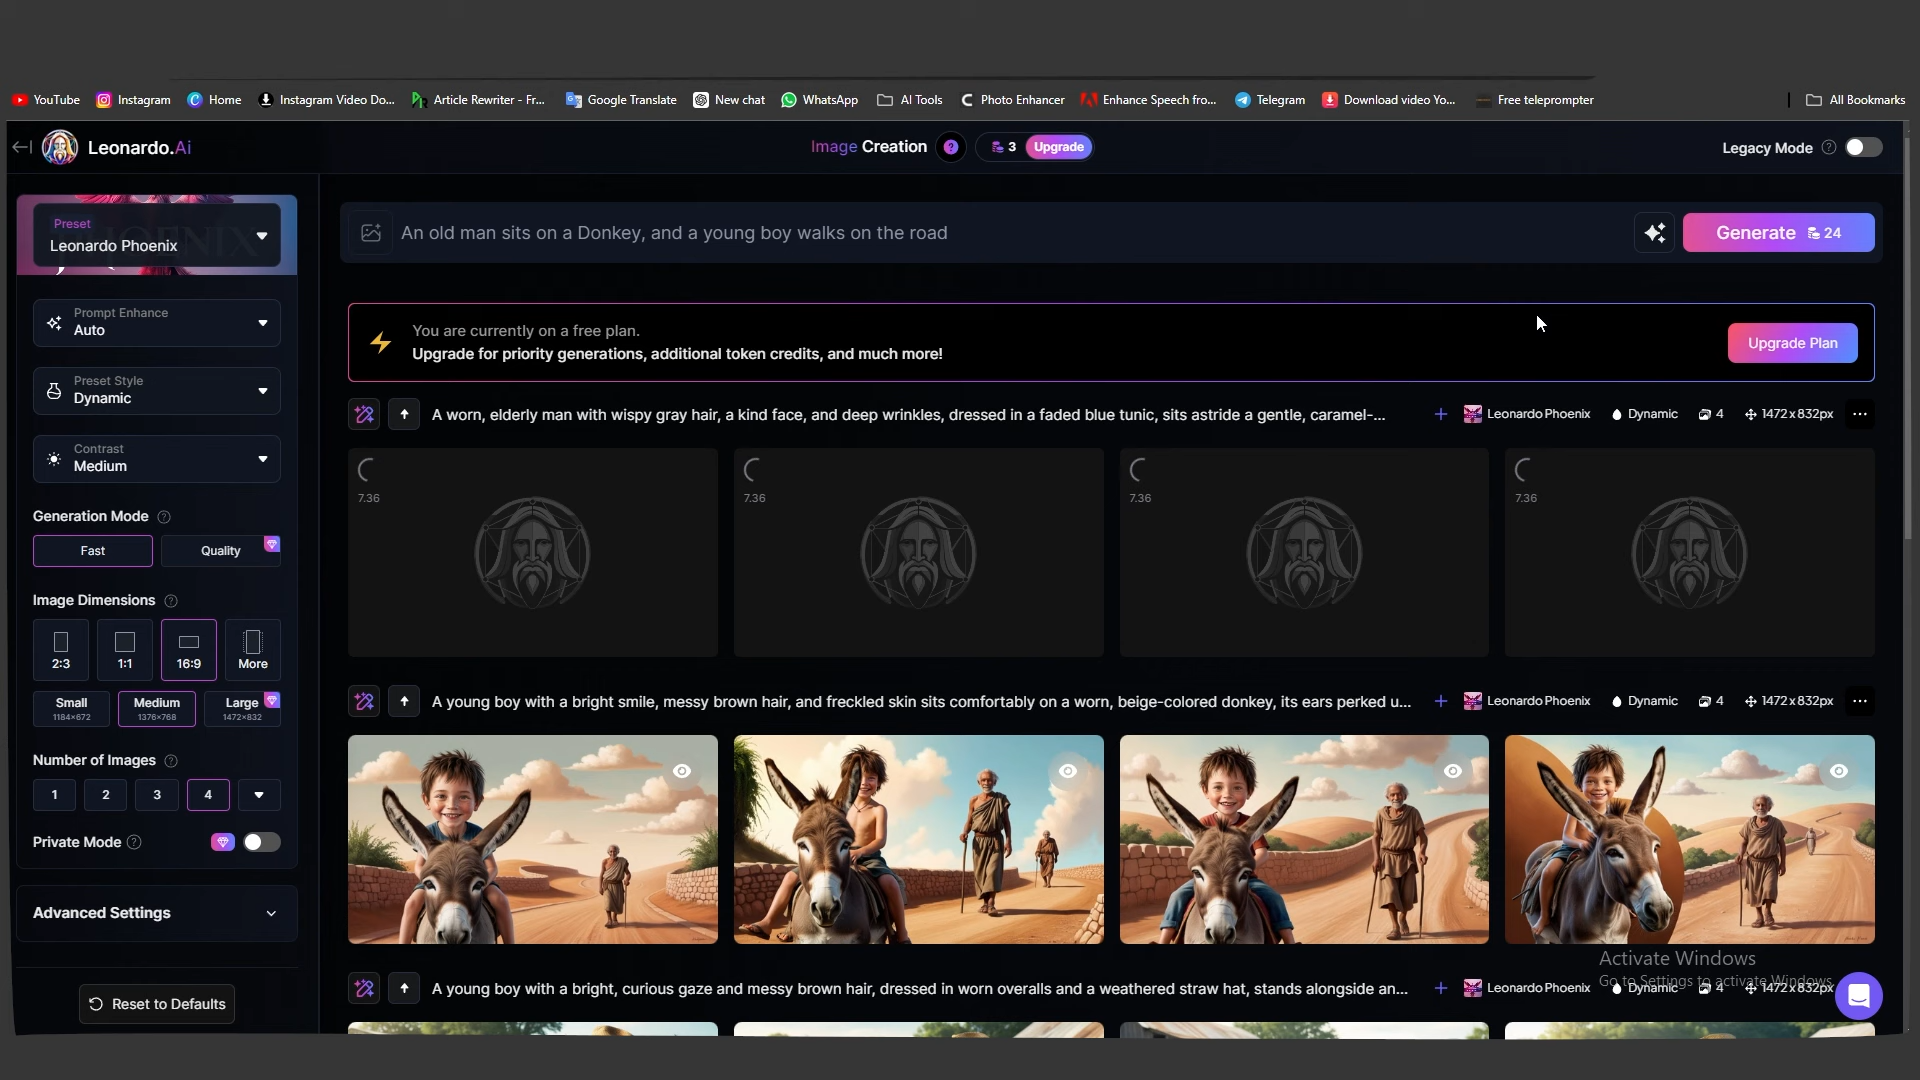 YouTube
Instagram
Home
Instagram Video Do...
Article Rewriter - Fr...
Google Translate
New chat
WhatsApp
AI Tools
Photo Enhancer
Enhance Speech fro...
Telegram
Download video Yo...
Free teleprompter
All Bookmarks
Leonardo.Ai
Image Creation
?
3
Upgrade
Legacy Mode
Preset
Leonardo Phoenix
An old man sits on a Donkey, and a young boy walks on the road
Generate 24
Prompt Enhance
Auto
You are currently on a free plan.
Upgrade for priority generations, additional token credits, and much more!
Upgrade Plan
Preset Style
Dynamic
A worn, elderly man with wispy gray hair, a kind face, and deep wrinkles, dressed in a faded blue tunic, sits astride a gentle, caramel-...
Leonardo Phoenix
Dynamic
4
1472x832px
Contrast
Medium
7.36
7.36
7.36
7.36
Generation Mode
Fast
Quality
Image Dimensions
2:3
1:1
16:9
More
Small
1184×672
Medium
1376×768
Large
1472×832
A young boy with a bright smile, messy brown hair, and freckled skin sits comfortably on a worn, beige-colored donkey, its ears perked u...
Leonardo Phoenix
Dynamic
4
1472x832px
Number of Images
1
2
3
4
Private Mode
Advanced Settings
Activate Windows
Go to Settings to activate Windows.
A young boy with a bright, curious gaze and messy brown hair, dressed in worn overalls and a weathered straw hat, stands alongside an...
Leonardo Phoenix
Dynamic
4
1472x832px
Reset to Defaults